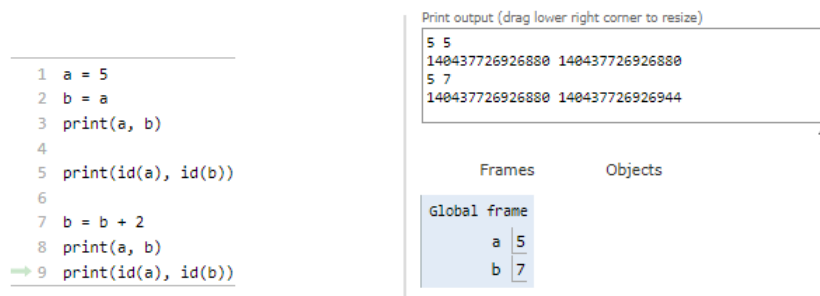 1 a = 5
2 b = a
3 print(a, b)
4
5 print(id(a), id(b))
6
7 b = b + 2
8 print(a, b)
9 print(id(a), id(b))
Print output (drag lower right corner to resize)
5 5
140437726926880 140437726926880
5 7
140437726926880 140437726926944
Frames Objects
Global frame
a 5
b 7